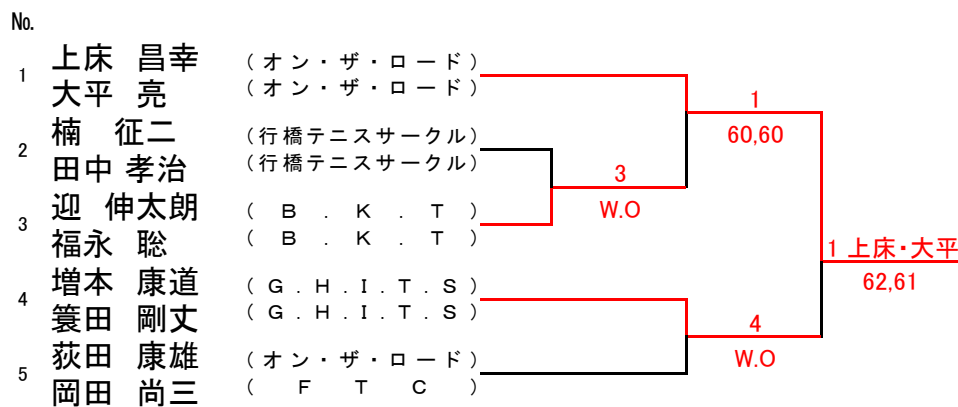 No.
1 上床 昌幸 (オン・ザ・ロード)
大平 亮 (オン・ザ・ロード)
2 楠 征二 (行橋テニスサークル)
田中 孝治 (行橋テニスサークル)
3 迎 伸太朗 (B.K.T)
福永 聡 (B.K.T)
4 増本 康道 (G.H.I.T.S)
簑田 剛丈 (G.H.I.T.S)
5 荻田 康雄 (オン・ザ・ロード)
岡田 尚三 (FTC)
3
W.O
1
60,60
4
W.O
1 上床・大平
62,61